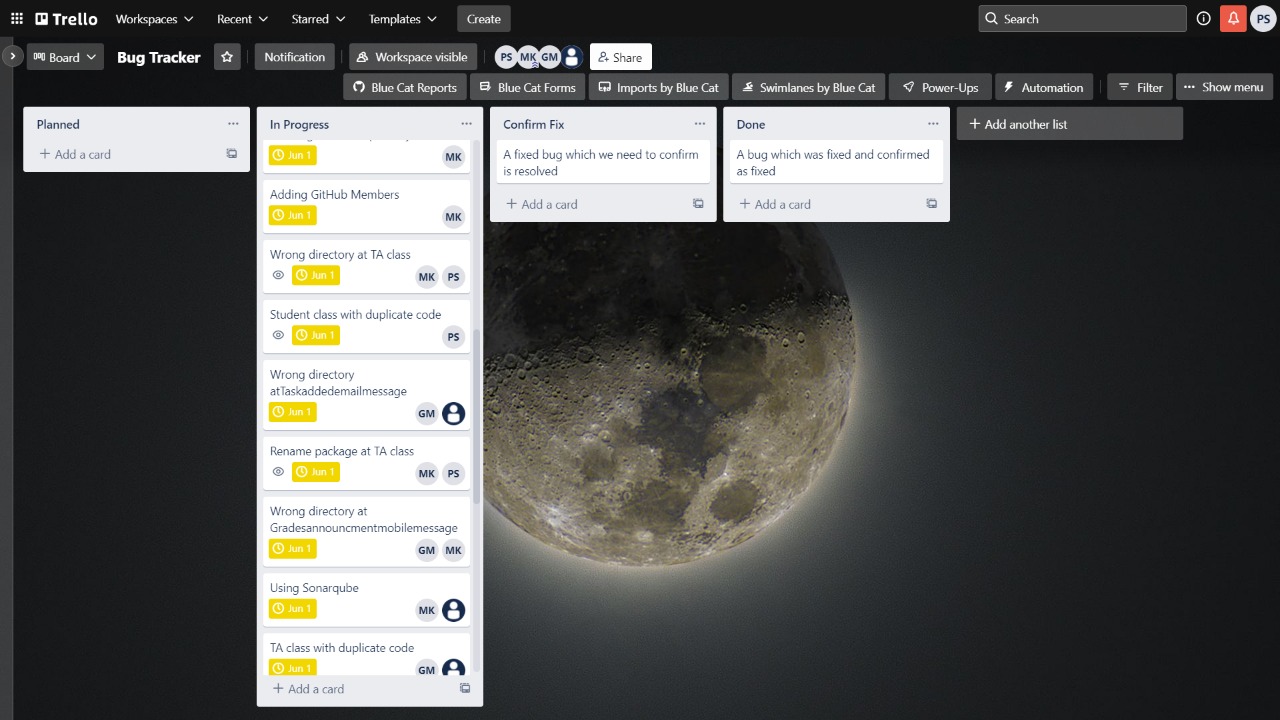 Trello
Workspaces
Recent
Starred
Templates
Create
Search
PS
Board
Bug Tracker
Notification
Workspace visible
PS
MK
GM
Share
Blue Cat Reports
Blue Cat Forms
Imports by Blue Cat
Swimlanes by Blue Cat
Power-Ups
Automation
Filter
Show menu
Planned
Add a card
In Progress
Jun 1
MK
Adding GitHub Members
Jun 1
MK
Wrong directory at TA class
Jun 1
MK PS
Student class with duplicate code
Jun 1
PS
Wrong directory
atTaskaddedemailmessage
Jun 1
GM
Rename package at TA class
Jun 1
MK PS
Wrong directory at
Gradesannouncmentmobilemessage
Jun 1
GM MK
Using Sonarqube
Jun 1
MK
TA class with duplicate code
Jun 1
GM
Add a card
Confirm Fix
A fixed bug which we need to confirm
is resolved
Add a card
Done
A bug which was fixed and confirmed
as fixed
Add a card
Add another list